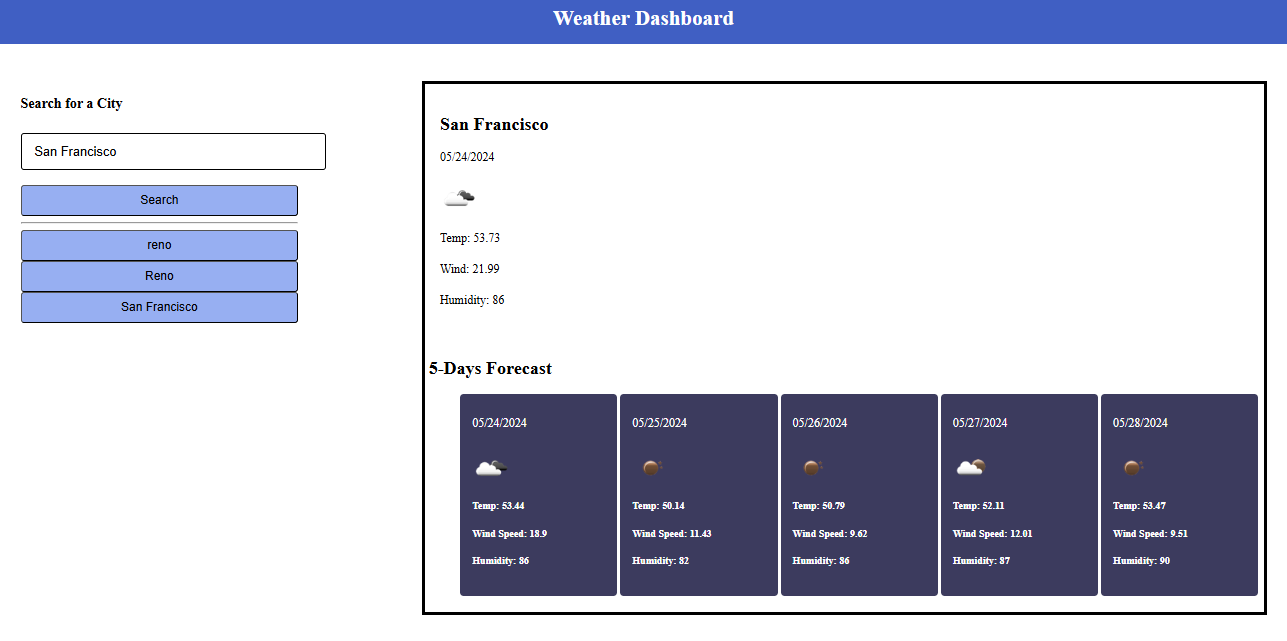 Weather Dashboard
Search for a City
San Francisco
Search
reno
Reno
San Francisco
San Francisco
05/24/2024
Temp: 53.73
Wind: 21.99
Humidity: 86
5-Days Forecast
05/24/2024
Temp: 53.44
Wind Speed: 18.9
Humidity: 86
05/25/2024
Temp: 50.14
Wind Speed: 11.43
Humidity: 82
05/26/2024
Temp: 50.79
Wind Speed: 9.62
Humidity: 86
05/27/2024
Temp: 52.11
Wind Speed: 12.01
Humidity: 87
05/28/2024
Temp: 53.47
Wind Speed: 9.51
Humidity: 90